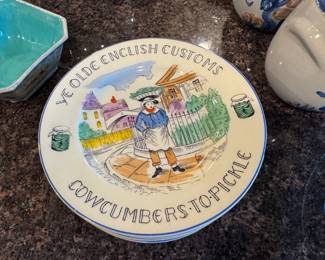 YE OLDE ENGLISH CUSTOMS
COWCUMBERS·TO·PICKLE